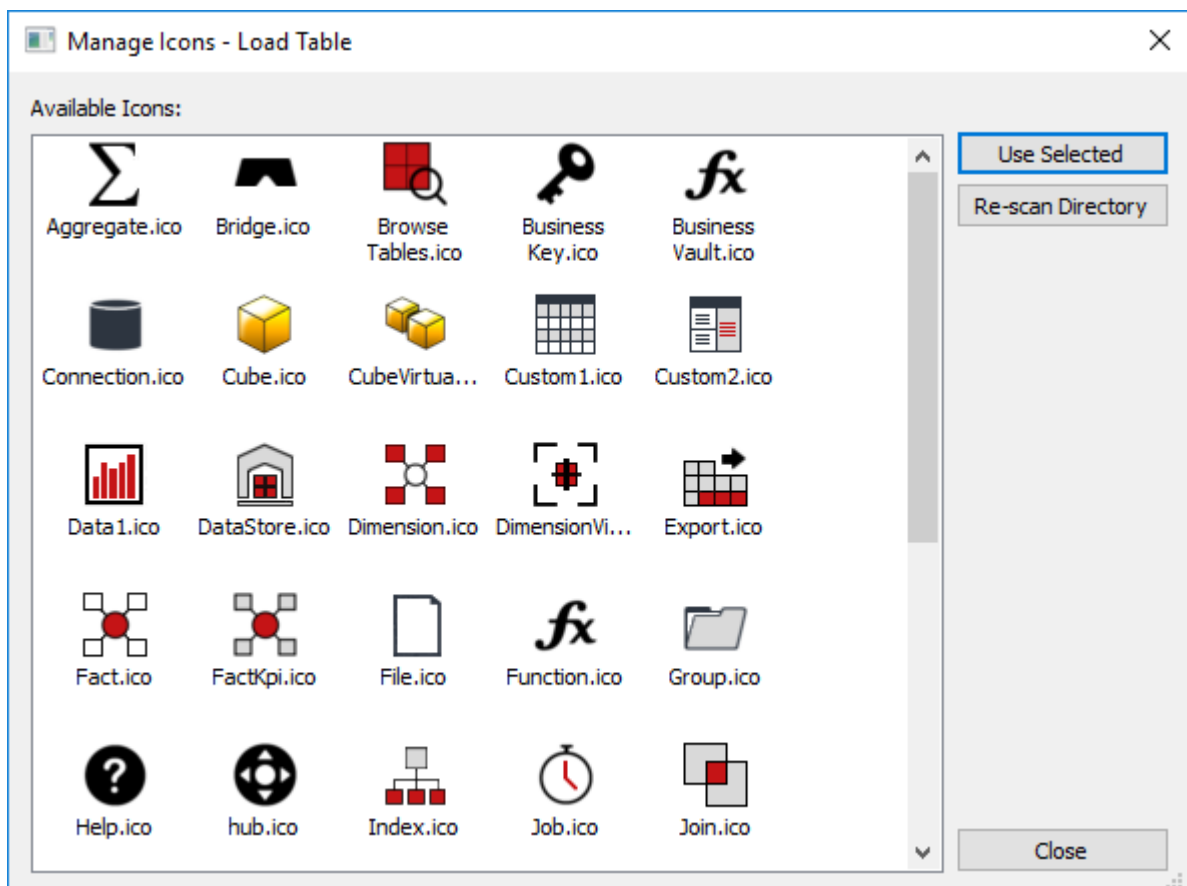 Manage Icons - Load Table
Available Icons:
Use Selected
Re-scan Directory
Aggregate.ico
Bridge.ico
Browse
Tables.ico
Business
Key.ico
fx
Business
Vault.ico
Connection.ico
Cube.ico
CubeVirtua...
Custom1.ico
Custom2.ico
Data1.ico
DataStore.ico
Dimension.ico
DimensionVi...
Export.ico
Fact.ico
FactKpi.ico
File.ico
fx
Function.ico
Group.ico
?
Help.ico
hub.ico
Index.ico
Job.ico
Join.ico
Close